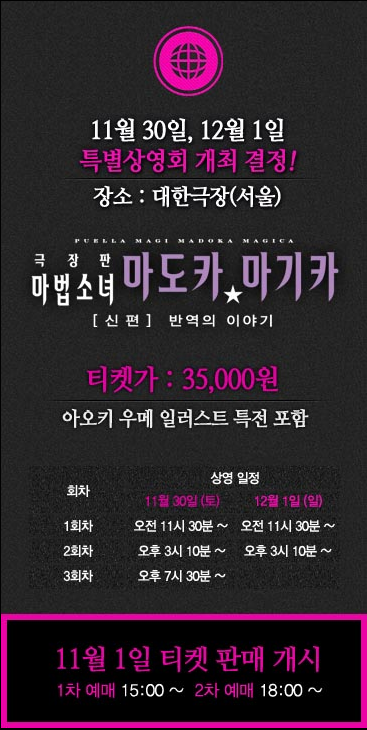 11월 30일, 12월 1일
특별상영회 개최 결정!
장소 : 대한극장(서울)
PUELLA MAGI MADOKA MAGICA
극장판
마법소녀 마도카★마기카
[신편] 반역의 이야기
티켓가 : 35,000원
아오키 우메 일러스트 특전 포함
회차 상영 일정
11월 30일 (토) 12월 1일 (일)
1회차 오전 11시 30분 ~ 오전 11시 30분 ~
2회차 오후 3시 10분 ~ 오후 3시 10분 ~
3회차 오후 7시 30분 ~
11월 1일 티켓 판매 개시
1차 예매 15:00 ~ 2차 예매 18:00 ~